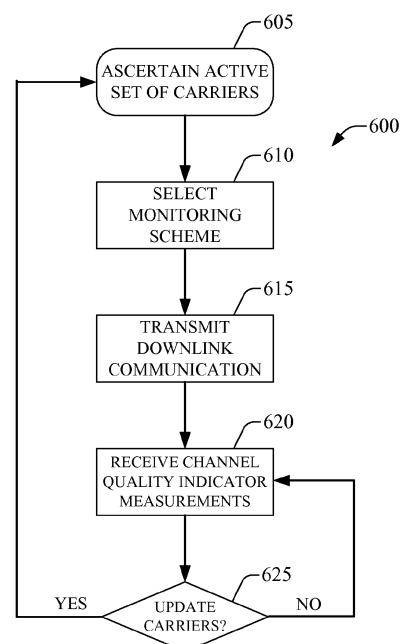 605
ASCERTAIN ACTIVE
SET OF CARRIERS
600
610
SELECT
MONITORING
SCHEME
615
TRANSMIT
DOWNLINK
COMMUNICATION
620
RECEIVE CHANNEL
QUALITY INDICATOR
MEASUREMENTS
625
YES
UPDATE
CARRIERS?
NO